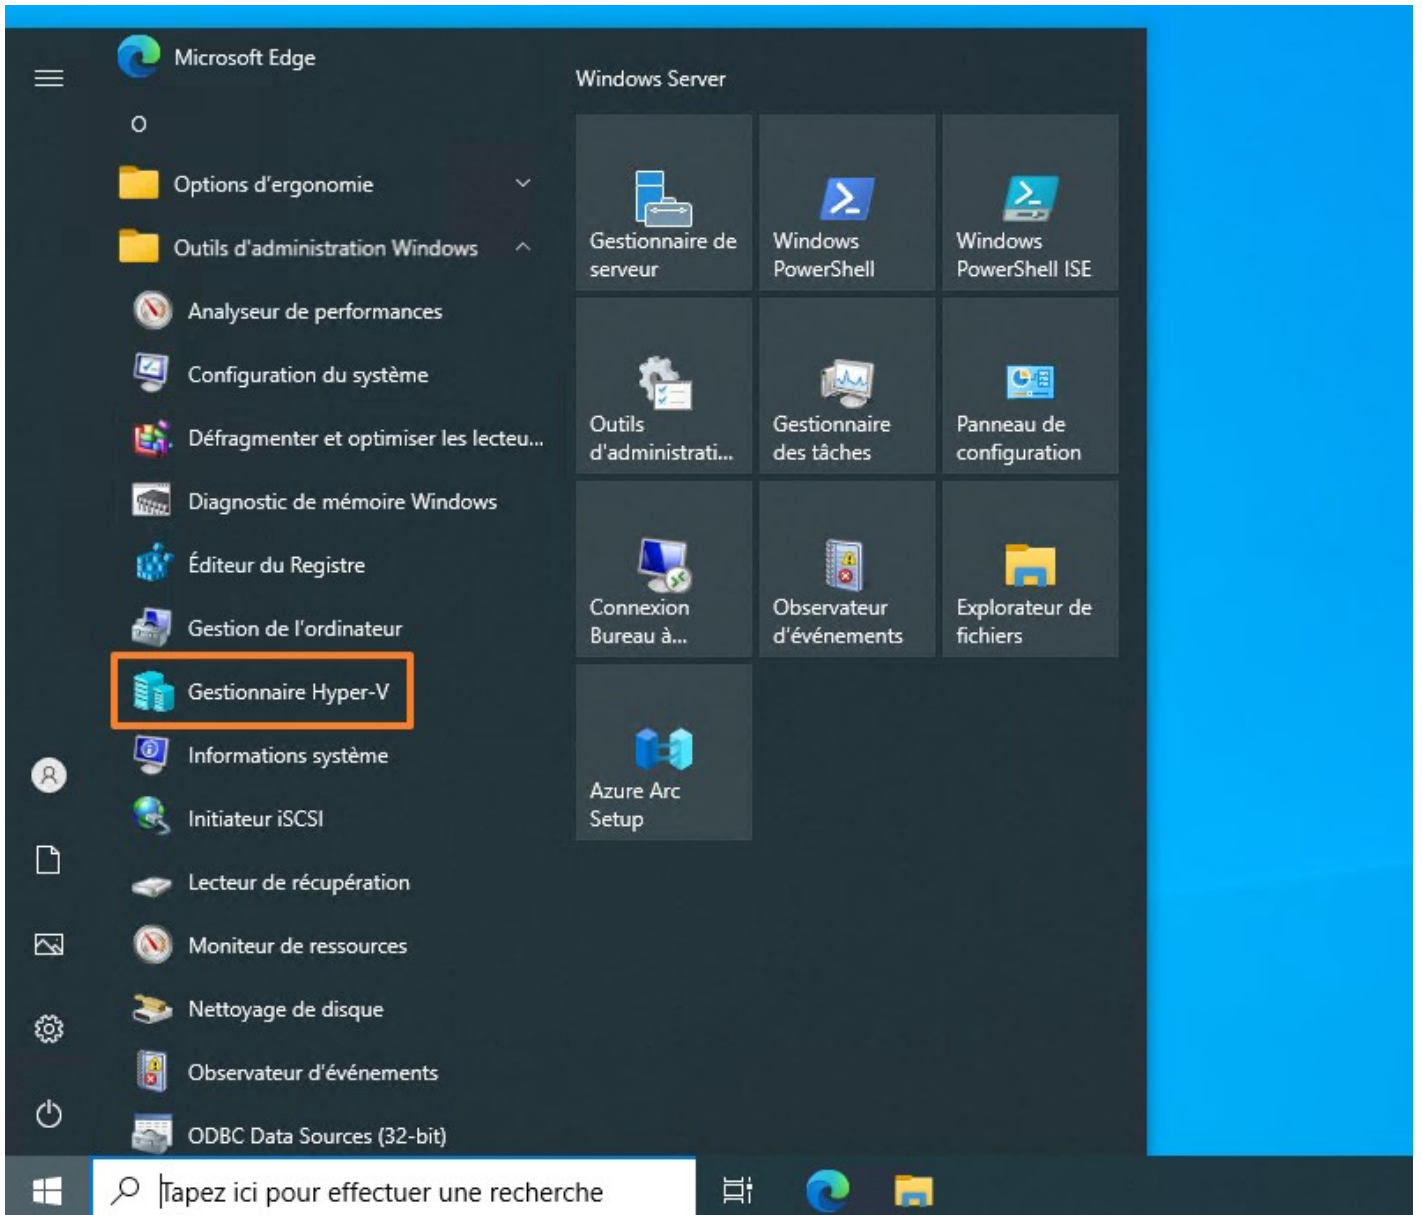 Microsoft Edge
O
Options d'ergonomie
Outils d'administration Windows
Analyseur de performances
Configuration du système
Défragmenter et optimiser les lecteu...
Diagnostic de mémoire Windows
Éditeur du Registre
Gestion de l'ordinateur
Gestionnaire Hyper-V
Informations système
Initiateur iSCSI
Lecteur de récupération
Moniteur de ressources
Nettoyage de disque
Observateur d'événements
ODBC Data Sources (32-bit)
Windows Server
Gestionnaire de
serveur
Windows
PowerShell
Windows
PowerShell ISE
Outils
d'administrati...
Gestionnaire
des tâches
Panneau de
configuration
Connexion
Bureau à...
Observateur
d'événements
Explorateur de
fichiers
Azure Arc
Setup
Tapez ici pour effectuer une recherche